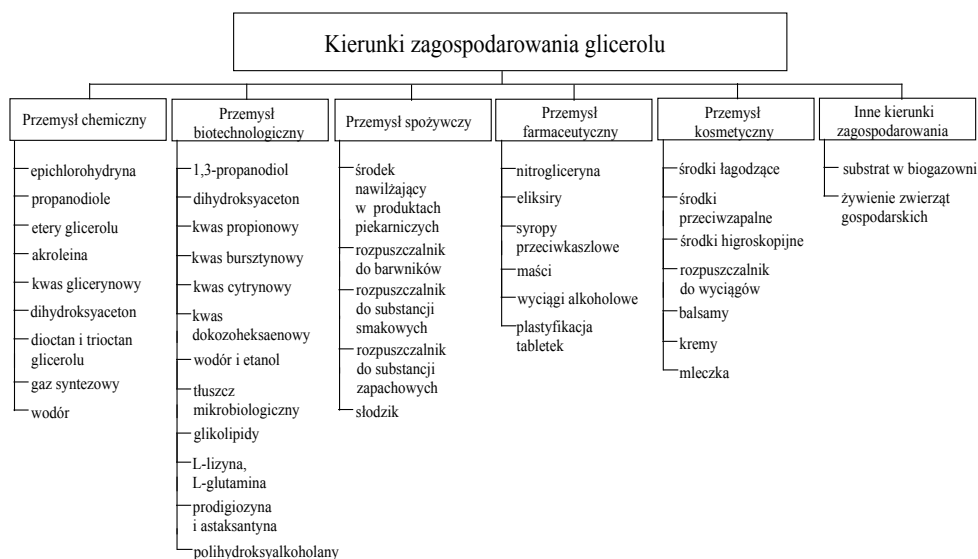 Kierunki zagospodarowania glicerolu
Przemysł chemiczny
epichlorohydryna
propanodiole
etery glicerolu
akroleina
kwas glicerynowy
dihydroksyaceton
dioctan i trioctan
glicerolu
gaz syntezowy
wodór
Przemysł
biotechnologiczny
1,3-propanodiol
dihydroksyaceton
kwas propionowy
kwas bursztynowy
kwas cytrynowy
kwas
dokozoheksaenowy
wodór i etanol
tłuszcz
mikrobiologiczny
glikolipidy
L-lizyna,
L-glutamina
prodigiozyna
i astaksantyna
polihydroksyalkoholany
Przemysł spożywczy
środek
nawilżający
w produktach
piekarniczych
rozpuszczalnik
do barwników
rozpuszczalnik
do substancji
smakowych
rozpuszczalnik
do substancji
zapachowych
słodzik
Przemysł
farmaceutyczny
nitrogliceryna
eliksiry
syropy
przeciwkaszlowe
maści
wyciągi alkoholowe
plastyfikacja
tabletek
Przemysł
kosmetyczny
środki łagodzące
środki
przeciwzapalne
środki higroskopijne
rozpuszczalnik
do wyciągów
balsamy
kremy
mleczka
Inne kierunki
zagospodarowania
substrat w biogazowni
żywienie zwierząt
gospodarskich